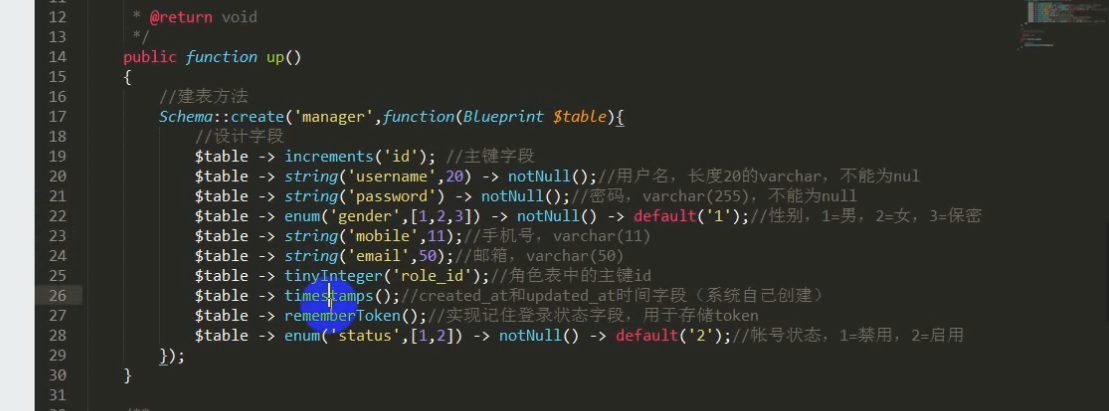 12 * @return void
13 */
14 public function up()
15 {
16 //建表方法
17 Schema::create('manager',function(Blueprint $table){
18 //设计字段
19 $table -> increments('id'); //主键字段
20 $table -> string('username',20) -> notNull();//用户名，长度20的varchar，不能为nul
21 $table -> string('password') -> notNull();//密码，varchar(255)，不能为null
22 $table -> enum('gender',[1,2,3]) -> notNull() -> default('1');//性别，1=男，2=女，3=保密
23 $table -> string('mobile',11);//手机号，varchar(11)
24 $table -> string('email',50);//邮箱，varchar(50)
25 $table -> tinyInteger('role_id');//角色表中的主键id
26 $table -> timestamps();//created_at和updated_at时间字段（系统自己创建）
27 $table -> rememberToken();//实现记住登录状态字段，用于存储token
28 $table -> enum('status',[1,2]) -> notNull() -> default('2');//帐号状态，1=禁用，2=启用
29 });
30 }
31